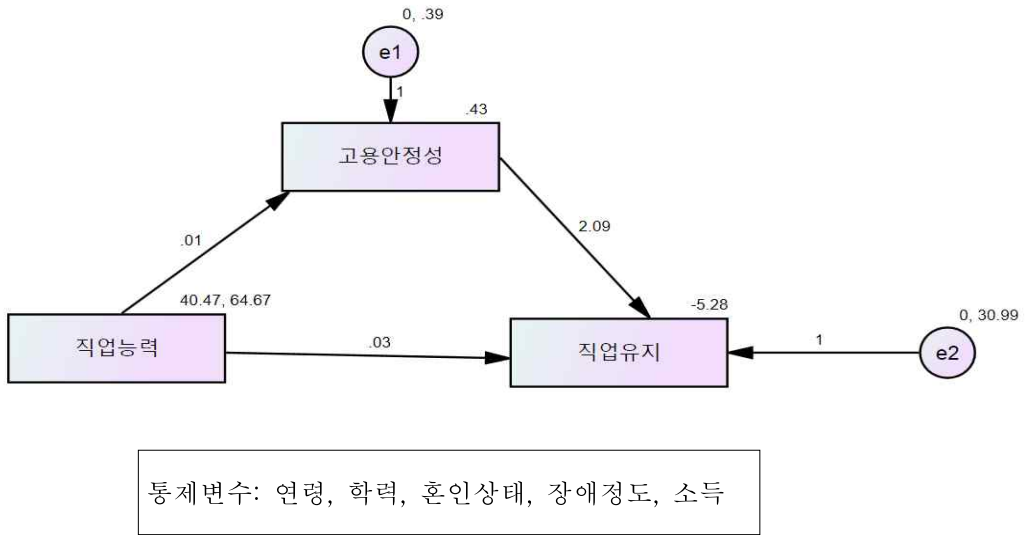 0, .39
e1
1
.43
고용안정성
.01
2.09
40.47, 64.67
직업능력
.03
-5.28
직업유지
1
0, 30.99
e2
통제변수: 연령, 학력, 혼인상태, 장애정도, 소득